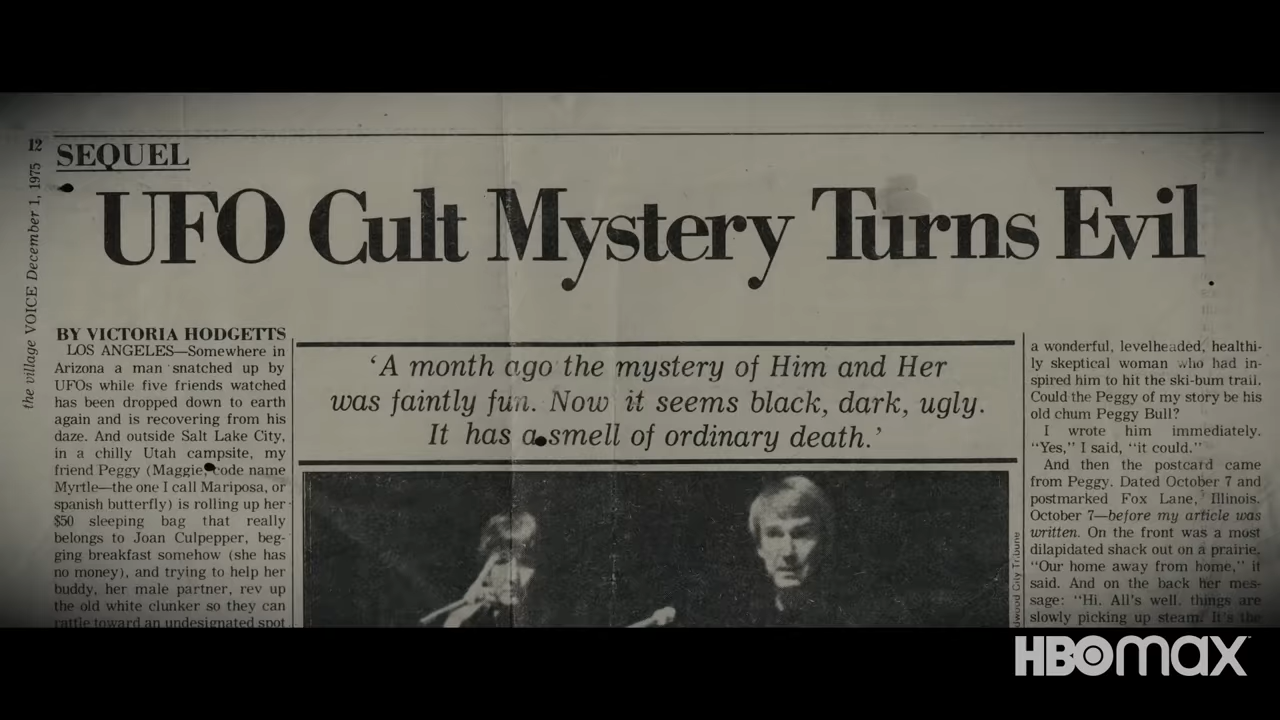 12
the village VOICE December 1, 1975
SEQUEL
UFO Cult Mystery Turns Evil
BY VICTORIA HODGETTS
LOS ANGELES—Somewhere in
Arizona a man snatched up by
UFOs while five friends watched
has been dropped down to earth
again and is recovering from his
daze. And outside Salt Lake City,
in a chilly Utah campsite, my
friend Peggy (Maggie, code name
Myrtle—the one I call Mariposa, or
spanish butterfly) is rolling up her
$50 sleeping bag that really
belongs to Joan Culpepper, beg-
ging breakfast somehow (she has
no money), and trying to help her
buddy, her male partner, rev up
the old white clunker so they can
rattle toward an undesignated spot
‘A month ago the mystery of Him and Her
was faintly fun. Now it seems black, dark, ugly.
It has a smell of ordinary death.’
dwood City Tribune
a wonderful, levelheaded, healthi-
ly skeptical woman who had in-
spired him to hit the ski-bum trail.
Could the Peggy of my story be his
old chum Peggy Bull?
I wrote him immediately.
“Yes,” I said, “it could.”
And then the postcard came
from Peggy. Dated October 7 and
postmarked Fox Lane, Illinois.
October 7—before my article was
written. On the front was a most
dilapidated shack out on a prairie.
“Our home away from home,” it
said. And on the back her mes-
sage: “Hi. All's well. things are
slowly picking up steam. It's the
HBOMAX